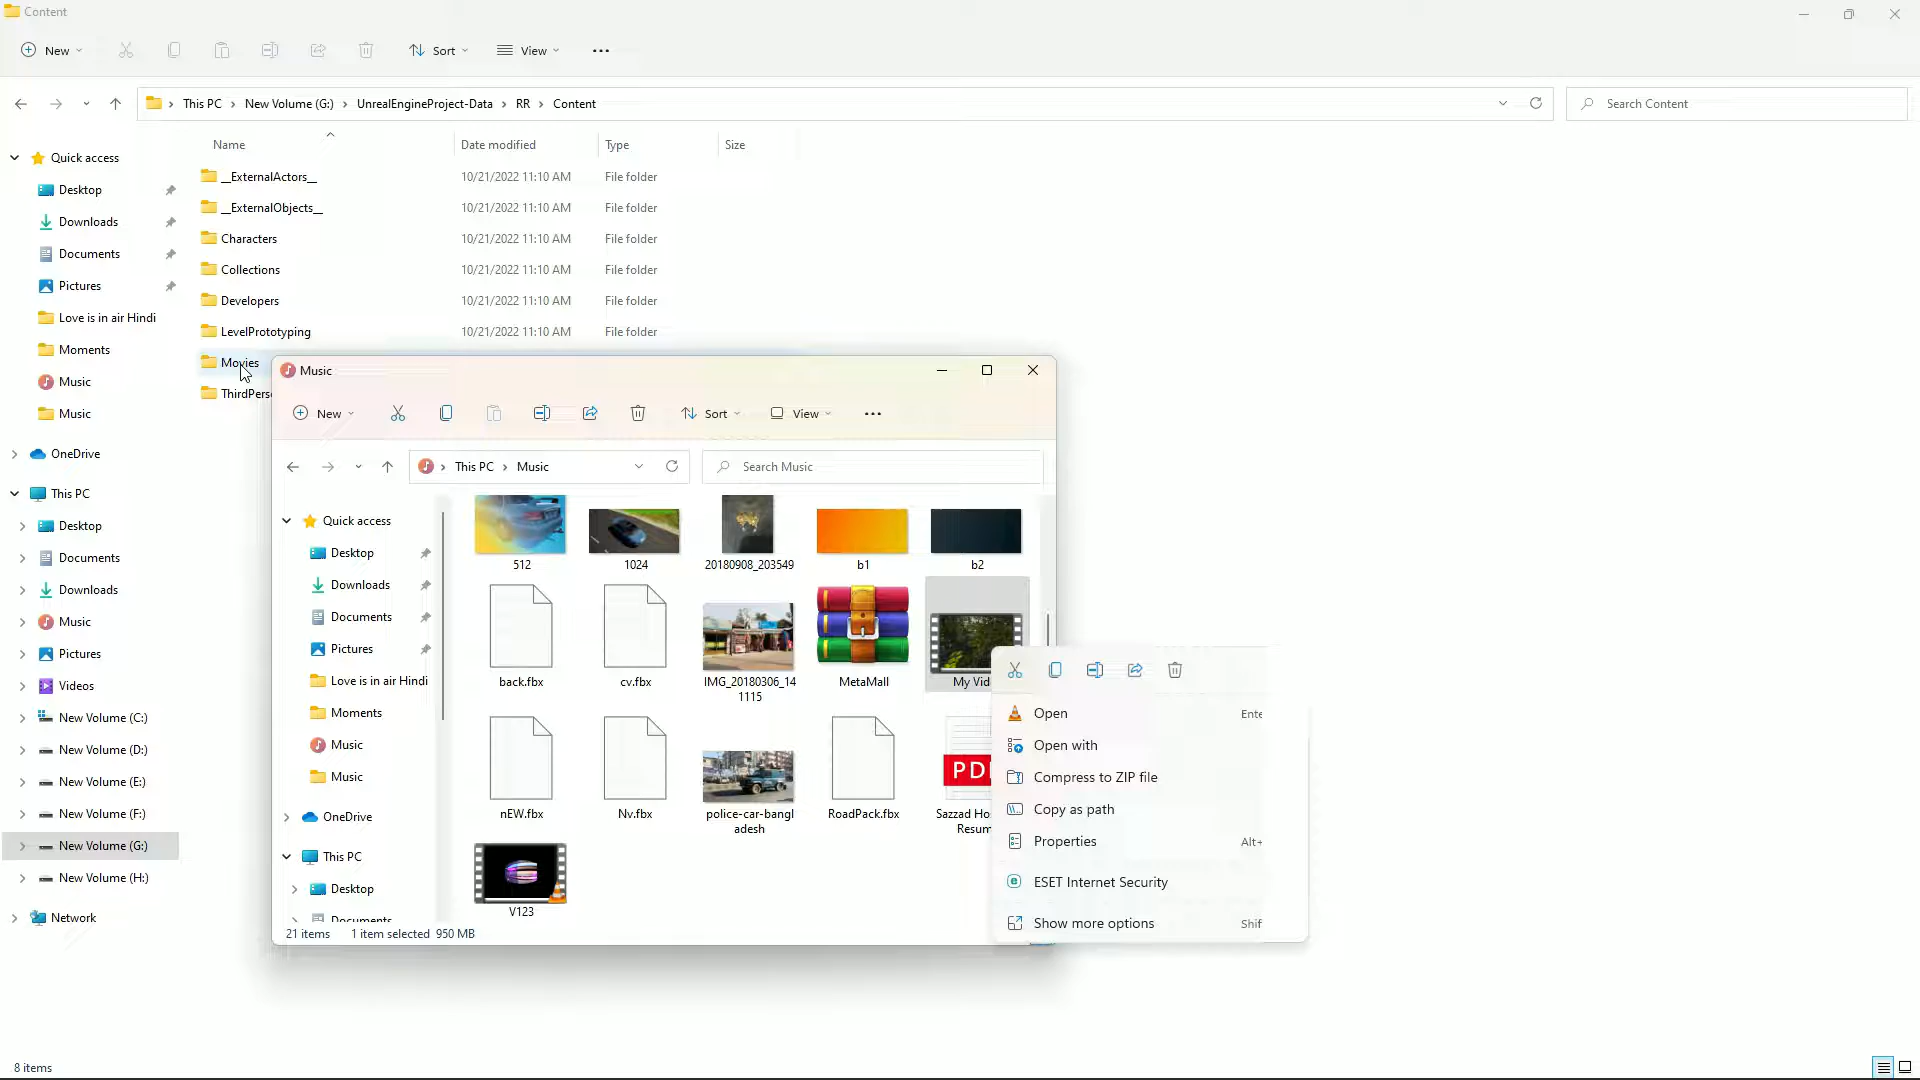 Content
New
Sort
View
This PC
New Volume (G:)
UnrealEngineProject-Data
RR
Content
Search Content
Name
Date modified
Type
Size
Quick access
Desktop
Downloads
Documents
Pictures
Love is in air Hindi
Moments
Music
Music
OneDrive
This PC
Desktop
Documents
Downloads
Music
Pictures
Videos
New Volume (C:)
New Volume (D:)
New Volume (E:)
New Volume (F:)
New Volume (G:)
New Volume (H:)
Network
__ExternalActors__ 10/21/2022 11:10 AM File folder
__ExternalObjects__ 10/21/2022 11:10 AM File folder
Characters 10/21/2022 11:10 AM File folder
Collections 10/21/2022 11:10 AM File folder
Developers 10/21/2022 11:10 AM File folder
LevelPrototyping 10/21/2022 11:10 AM File folder
Movies
ThirdPers
Music
New
Sort
View
This PC
Music
Search Music
Quick access
Desktop
Downloads
Documents
Pictures
Love is in air Hindi
Moments
Music
Music
OneDrive
This PC
Desktop
Documents
512
1024
20180908_203549
b1
b2
back.fbx
cv.fbx
IMG_20180306_14
1115
MetaMall
My Vid
nEW.fbx
Nv.fbx
police-car-bangl
adesh
RoadPack.fbx
PD
Sazzad Ho
Resum
V123
21 items
1 item selected 950 MB
Open Ente
Open with
Compress to ZIP file
Copy as path
Properties Alt+
ESET Internet Security
Show more options Shif
8 items